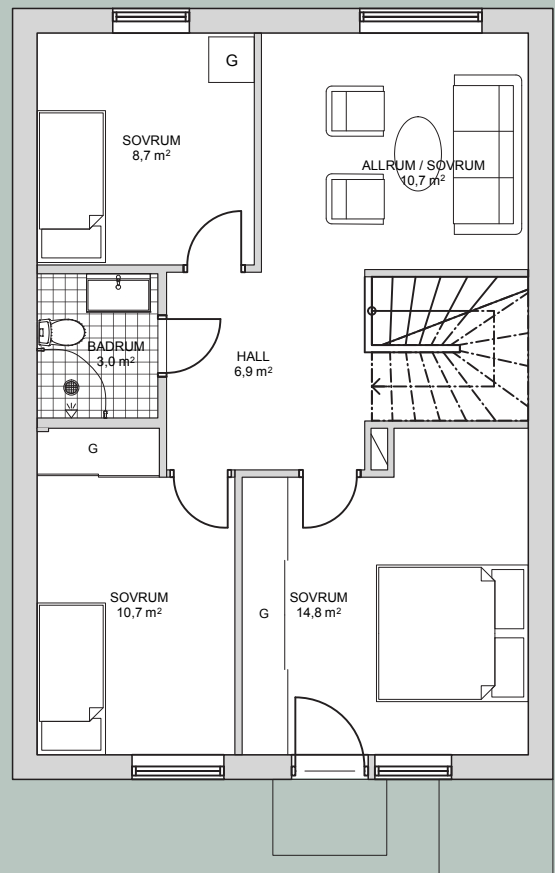 G
SOVRUM
8,7 m²
ALLRUM / SOVRUM
10,7 m²
BADRUM
3,0 m²
HALL
6,9 m²
G
SOVRUM
10,7 m²
G
SOVRUM
14,8 m²